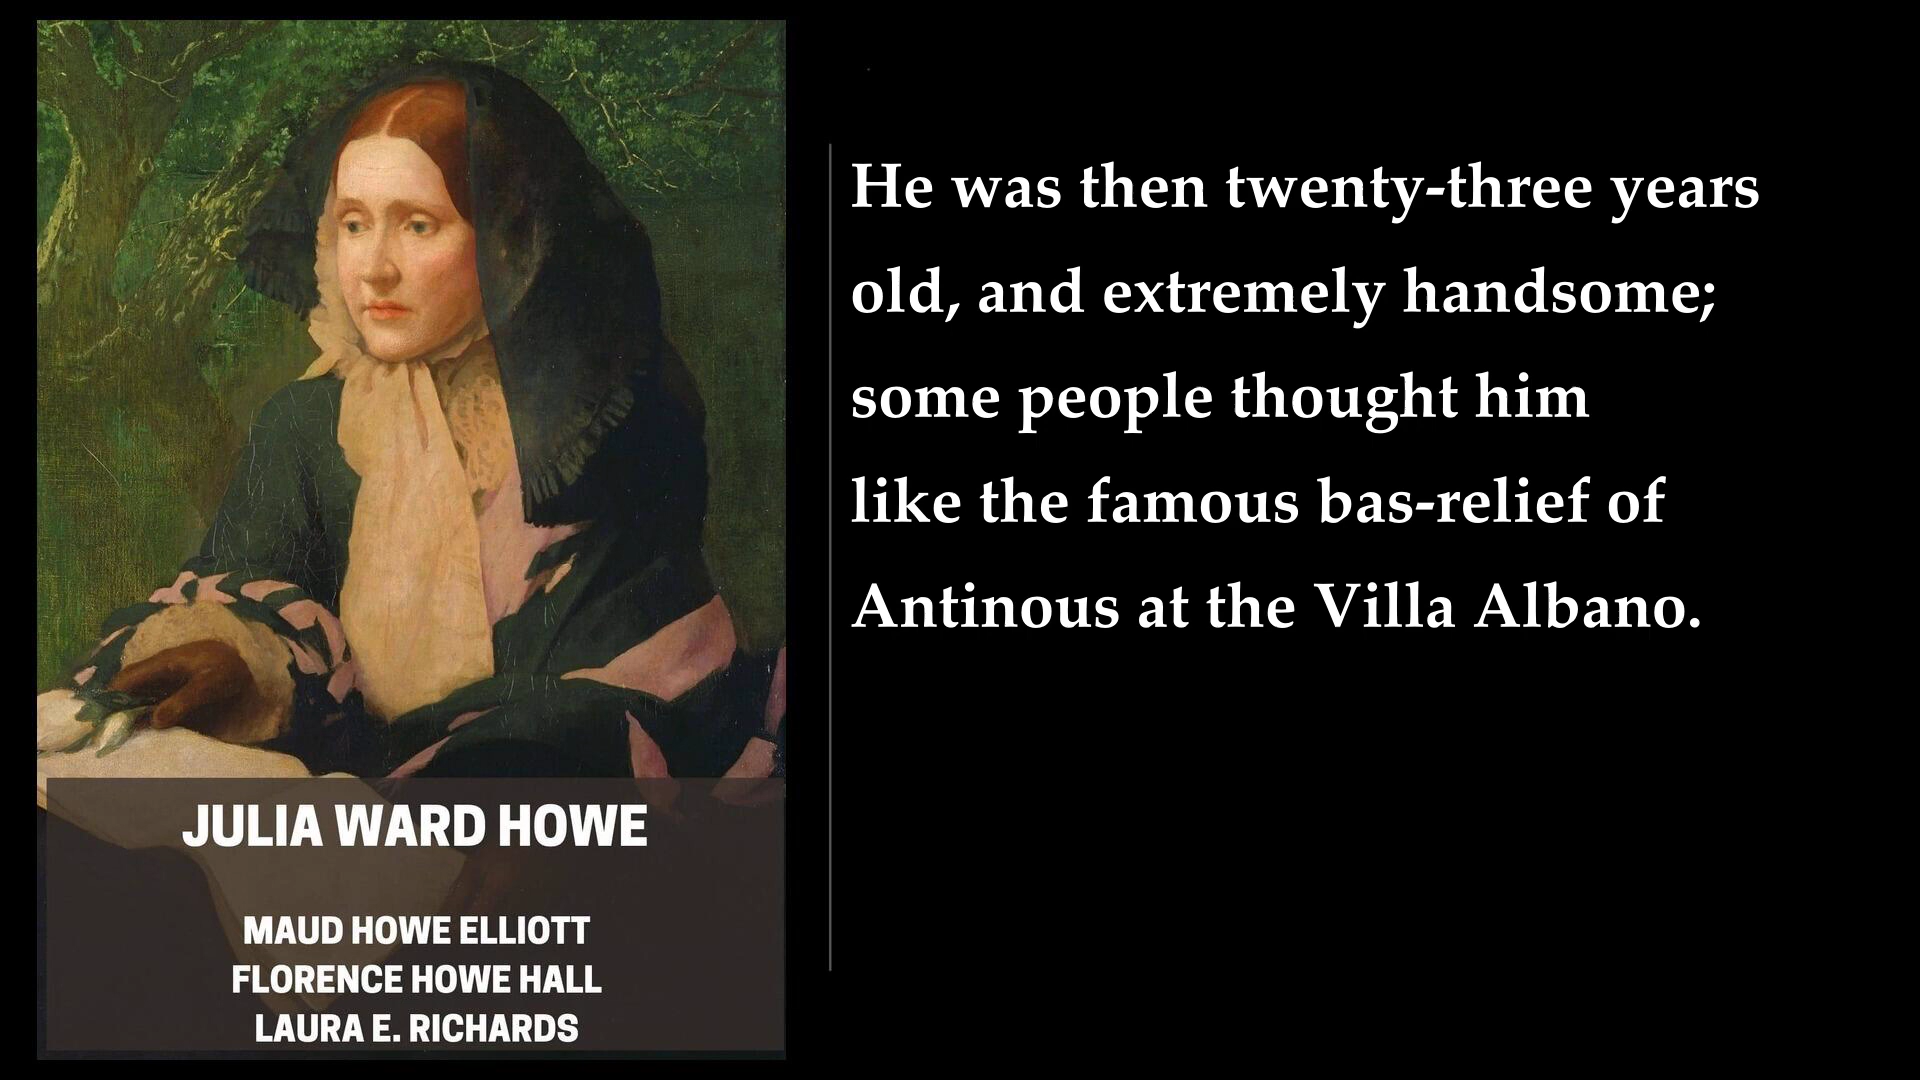 JULIA WARD HOWE
MAUD HOWE ELLIOTT
FLORENCE HOWE HALL
LAURA E. RICHARDS
He was then twenty-three years
old, and extremely handsome;
some people thought him
like the famous bas-relief of
Antinous at the Villa Albano.